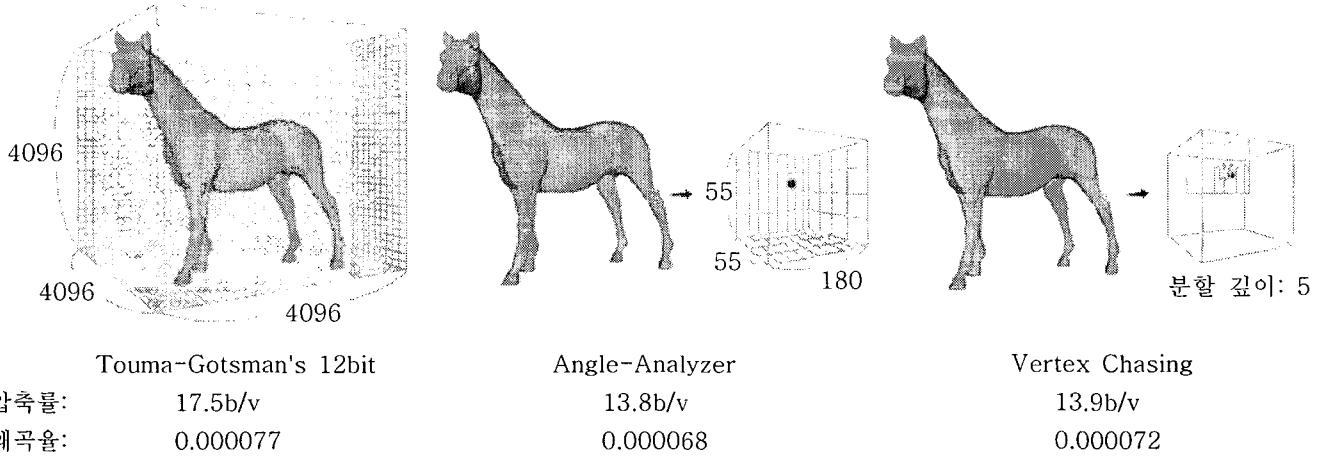 4096
4096
4096
55
55
180
분할 깊이: 5
Touma-Gotsman's 12bit
Angle-Analyzer
Vertex Chasing
17.5b/v
13.8b/v
13.9b/v
0.000077
0.000068
0.000072